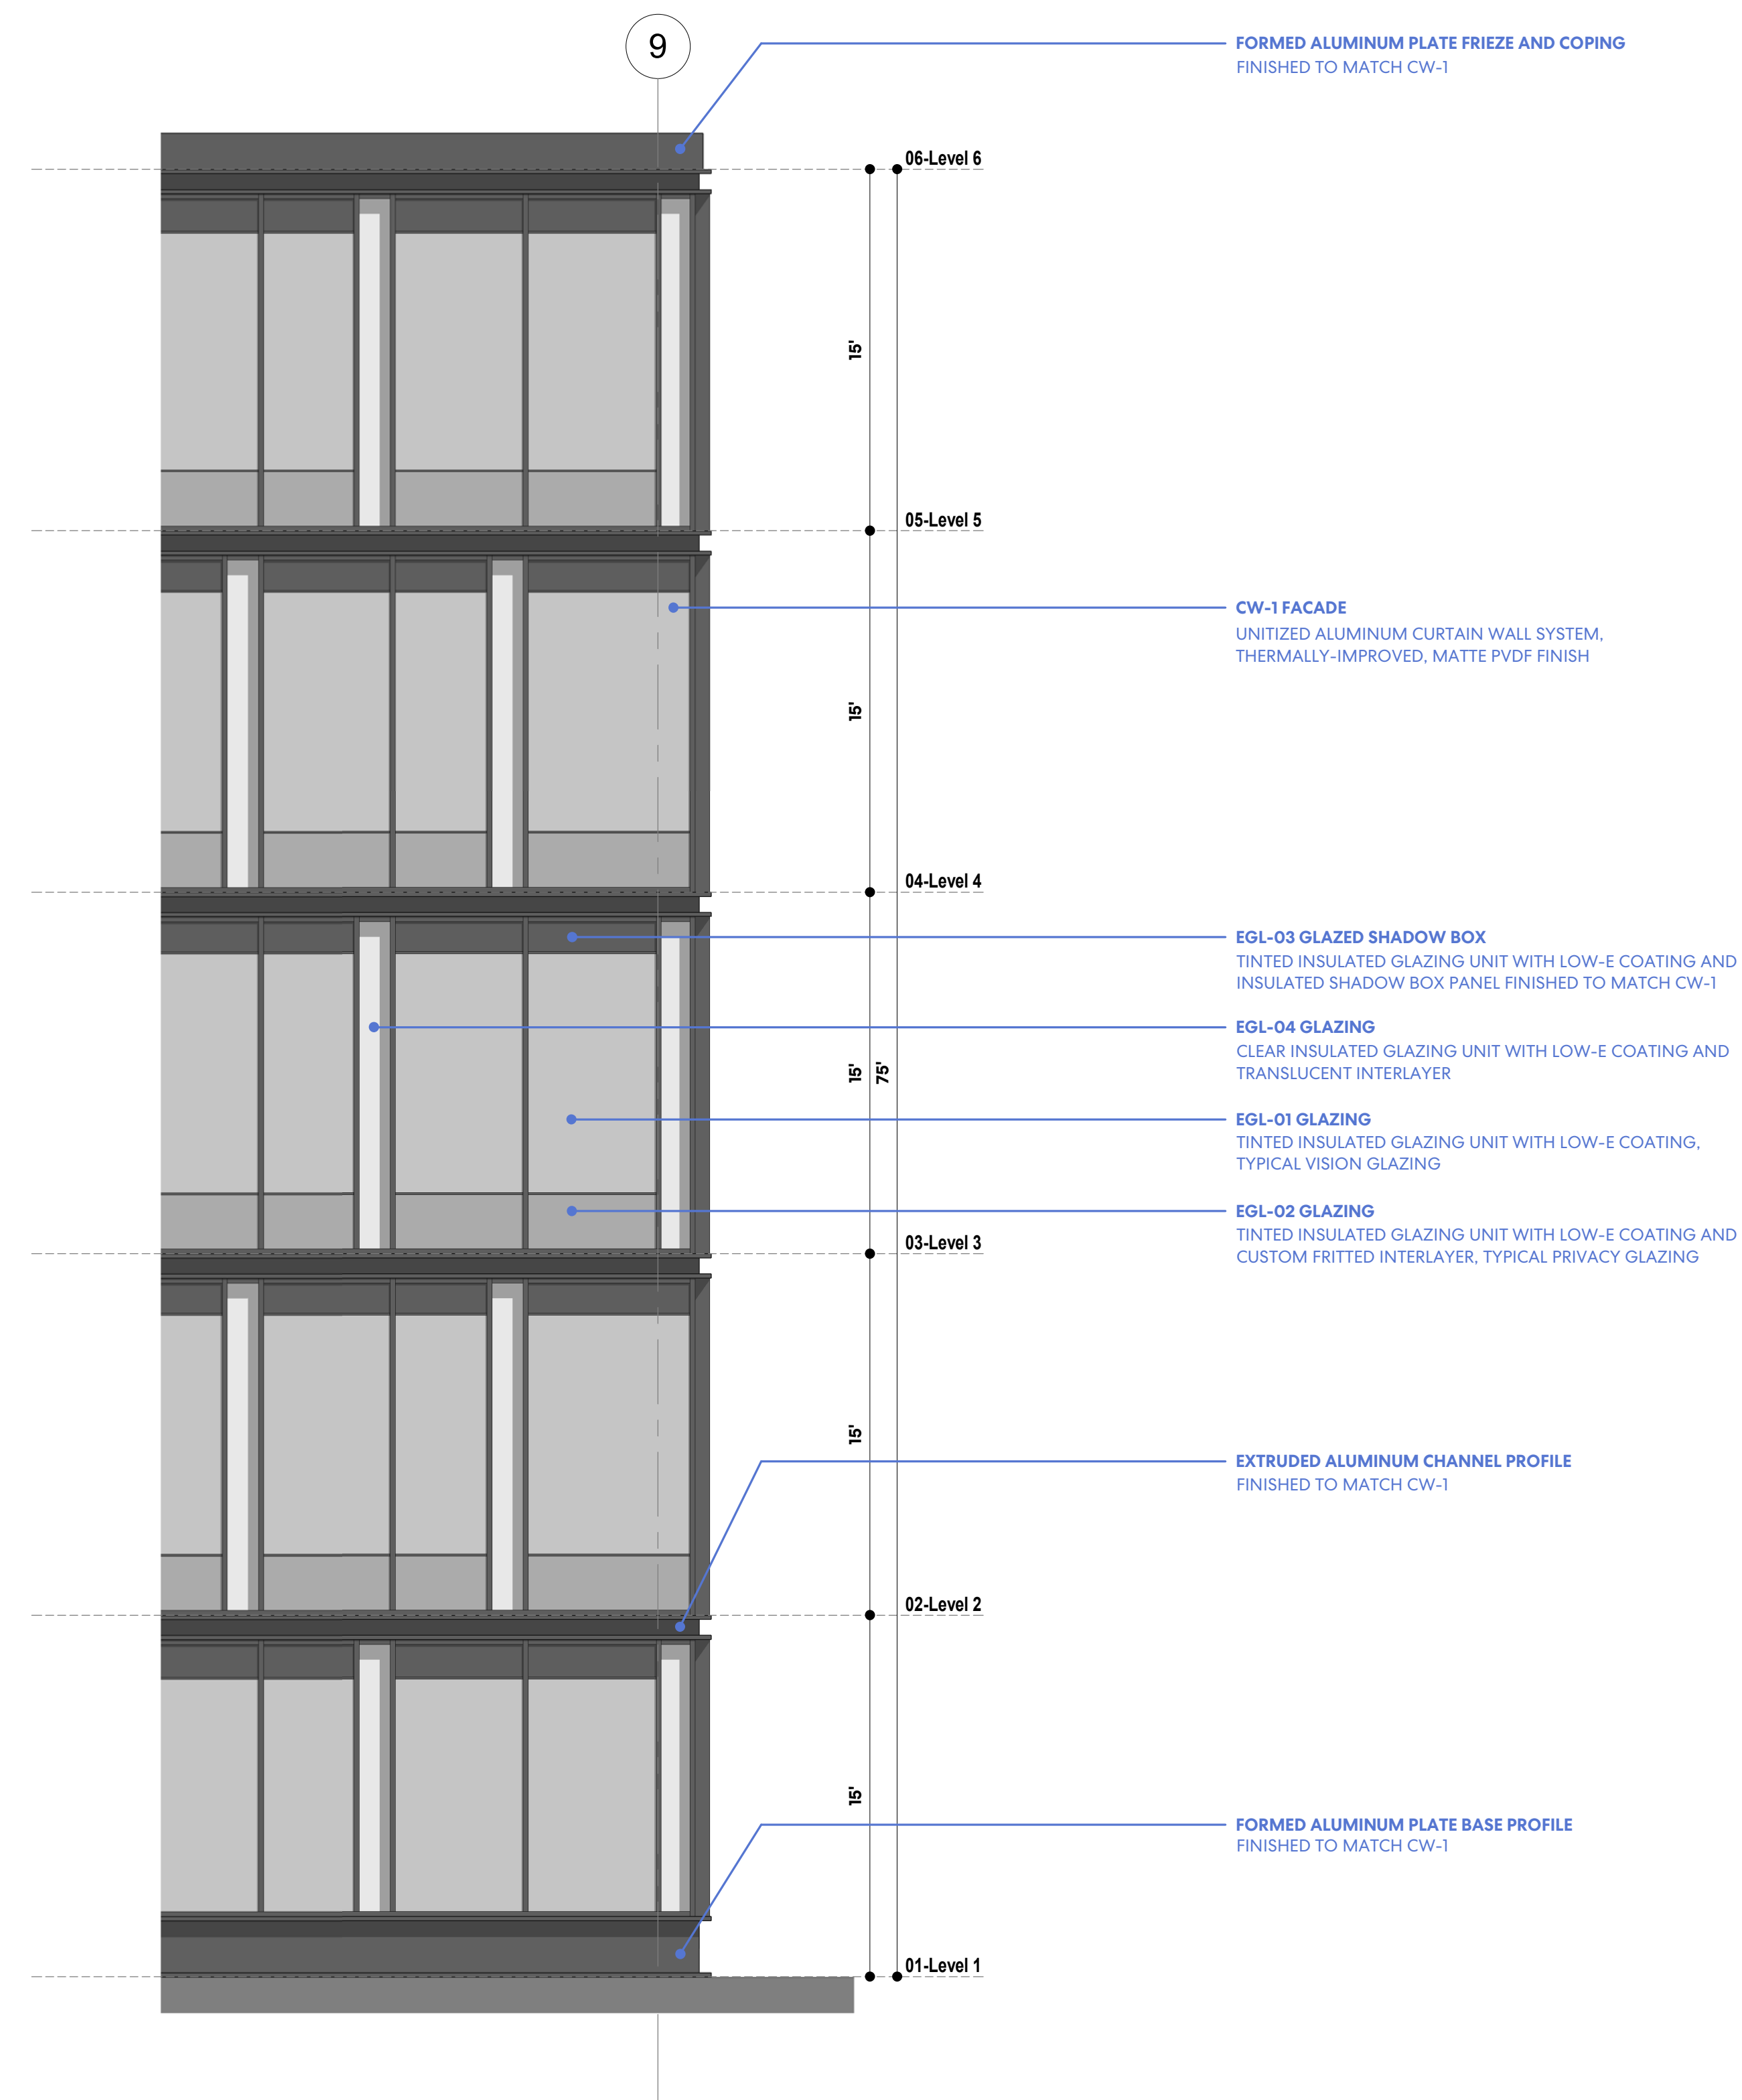 9
FORMED ALUMINUM PLATE FRIEZE AND COPING
FINISHED TO MATCH CW-1
06-Level 6
15'
05-Level 5
CW-1 FACADE
UNITIZED ALUMINUM CURTAIN WALL SYSTEM,
THERMALLY-IMPROVED, MATTE PVDF FINISH
15'
04-Level 4
EGL-03 GLAZED SHADOW BOX
TINTED INSULATED GLAZING UNIT WITH LOW-E COATING AND
INSULATED SHADOW BOX PANEL FINISHED TO MATCH CW-1
EGL-04 GLAZING
CLEAR INSULATED GLAZING UNIT WITH LOW-E COATING AND
TRANSLUCENT INTERLAYER
15'
75'
EGL-01 GLAZING
TINTED INSULATED GLAZING UNIT WITH LOW-E COATING,
TYPICAL VISION GLAZING
EGL-02 GLAZING
TINTED INSULATED GLAZING UNIT WITH LOW-E COATING AND
CUSTOM FRITTED INTERLAYER, TYPICAL PRIVACY GLAZING
03-Level 3
15'
EXTRUDED ALUMINUM CHANNEL PROFILE
FINISHED TO MATCH CW-1
02-Level 2
15'
FORMED ALUMINUM PLATE BASE PROFILE
FINISHED TO MATCH CW-1
01-Level 1